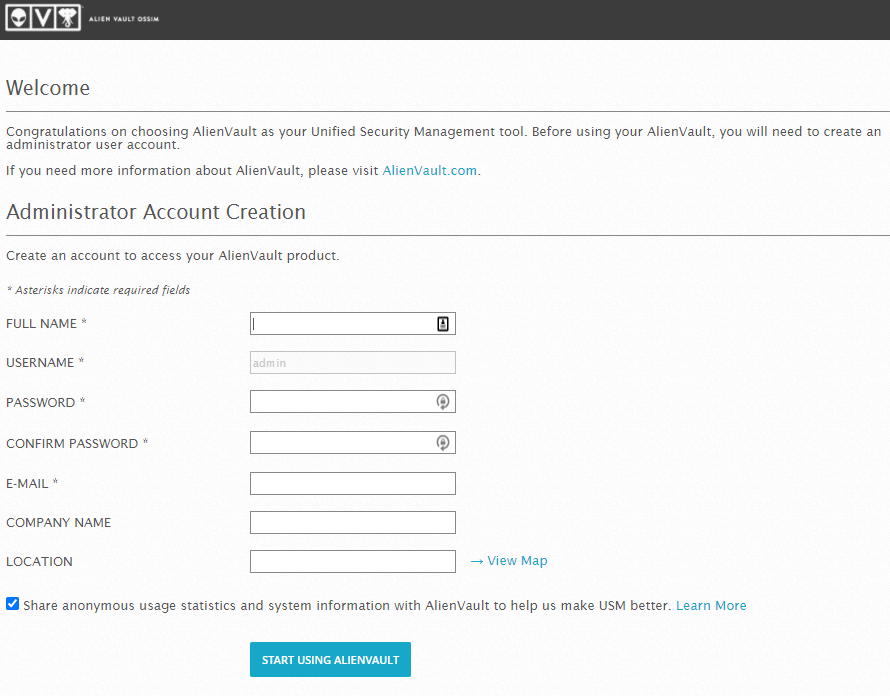 ALIEN VAULT OSSIM
Welcome
Congratulations on choosing AlienVault as your Unified Security Management tool. Before using your AlienVault, you will need to create an
administrator user account.
If you need more information about AlienVault, please visit AlienVault.com.
Administrator Account Creation
Create an account to access your AlienVault product.
* Asterisks indicate required fields
FULL NAME *
USERNAME * admin
PASSWORD *
CONFIRM PASSWORD *
E-MAIL *
COMPANY NAME
LOCATION → View Map
Share anonymous usage statistics and system information with AlienVault to help us make USM better. Learn More
START USING ALIENVAULT